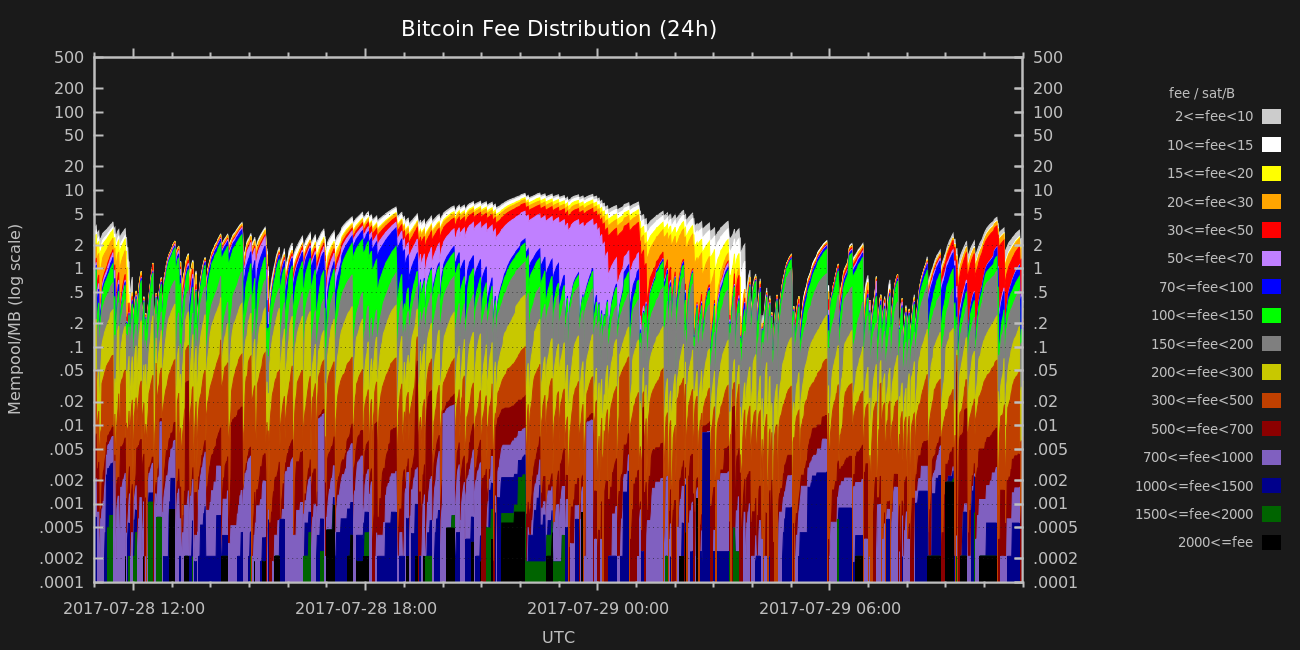 Bitcoin Fee Distribution (24h)
500
200
100
50
20
10
5
2
1
.5
.2
.1
.05
.02
.01
.005
.002
.001
.0005
.0002
.0001
Mempool/MB (log scale)
500
200
100
50
20
10
5
2
1
.5
.2
.1
.05
.02
.01
.005
.002
.001
.0005
.0002
.0001
2017-07-28 12:00 2017-07-28 18:00 2017-07-29 00:00 2017-07-29 06:00
UTC
fee / sat/B
2<=fee<10
10<=fee<15
15<=fee<20
20<=fee<30
30<=fee<50
50<=fee<70
70<=fee<100
100<=fee<150
150<=fee<200
200<=fee<300
300<=fee<500
500<=fee<700
700<=fee<1000
1000<=fee<1500
1500<=fee<2000
2000<=fee